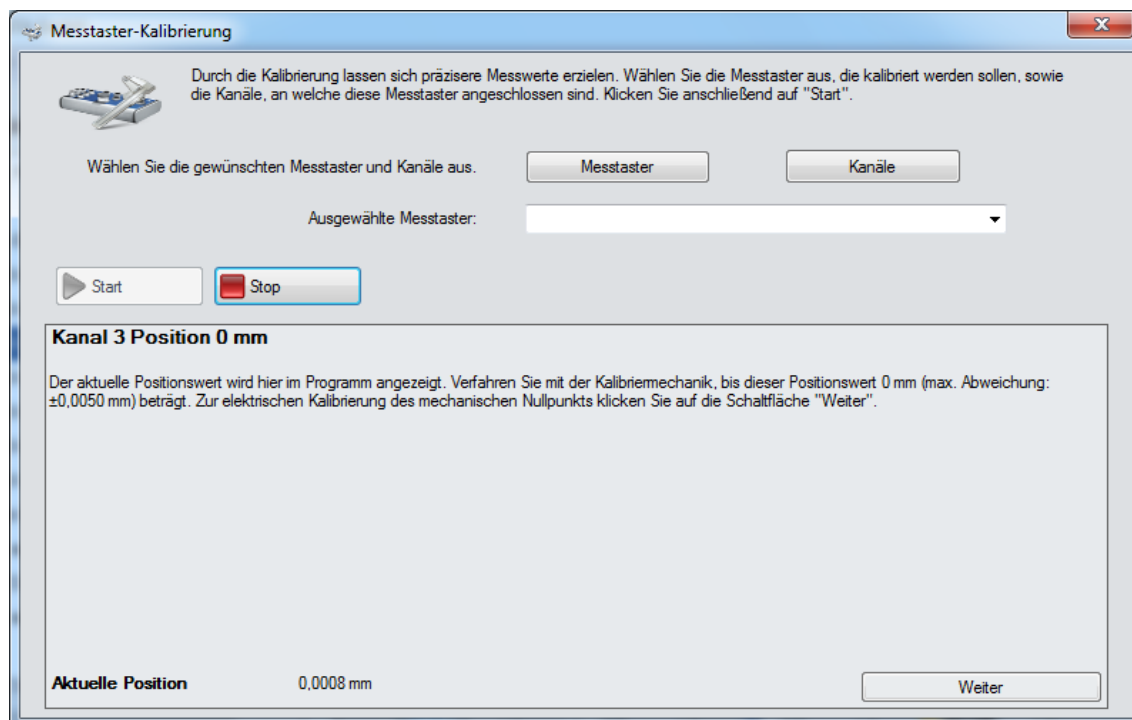 Messtaster-Kalibrierung
Durch die Kalibrierung lassen sich präzisere Messwerte erzielen. Wählen Sie die Messtaster aus, die kalibriert werden sollen, sowie
die Kanäle, an welche diese Messtaster angeschlossen sind. Klicken Sie anschließend auf "Start".
Wählen Sie die gewünschten Messtaster und Kanäle aus.
Messtaster
Kanäle
Ausgewählte Messtaster:
Start
Stop
Kanal 3 Position 0 mm
Der aktuelle Positionswert wird hier im Programm angezeigt. Verfahren Sie mit der Kalibriermechanik, bis dieser Positionswert 0 mm (max. Abweichung:
±0,0050 mm) beträgt. Zur elektrischen Kalibrierung des mechanischen Nullpunkts klicken Sie auf die Schaltfläche "Weiter".
Aktuelle Position
0,0008 mm
Weiter